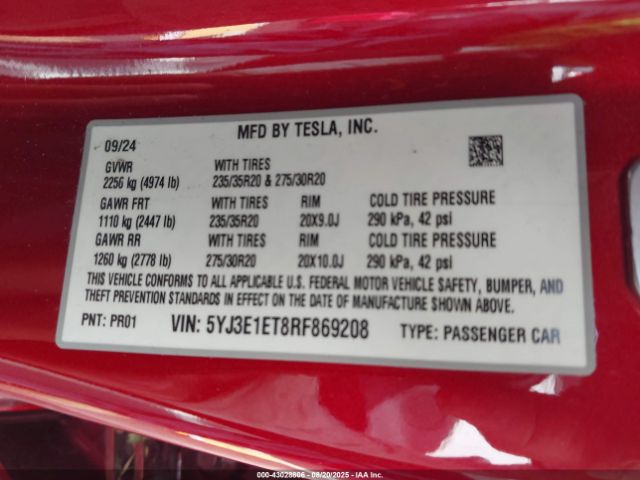 MFD BY TESLA, INC.
09/24
GVWR WITH TIRES
2256 kg (4974 lb) 235/35R20 & 275/30R20
GAWR FRT WITH TIRES RIM COLD TIRE PRESSURE
1110 kg (2447 lb) 235/35R20 20X9.0J 290 kPa, 42 psi
GAWR RR WITH TIRES RIM COLD TIRE PRESSURE
1260 kg (2778 lb) 275/30R20 20X10.0J 290 kPa, 42 psi
THIS VEHICLE CONFORMS TO ALL APPLICABLE U.S. FEDERAL MOTOR VEHICLE SAFETY, BUMPER, AND
THEFT PREVENTION STANDARDS IN EFFECT ON THE DATE OF MANUFACTURE SHOWN ABOVE.
PNT: PR01 VIN: 5YJ3E1ET8RF869208 TYPE: PASSENGER CAR
000-43028806 - 08/20/2025 - IAA Inc.